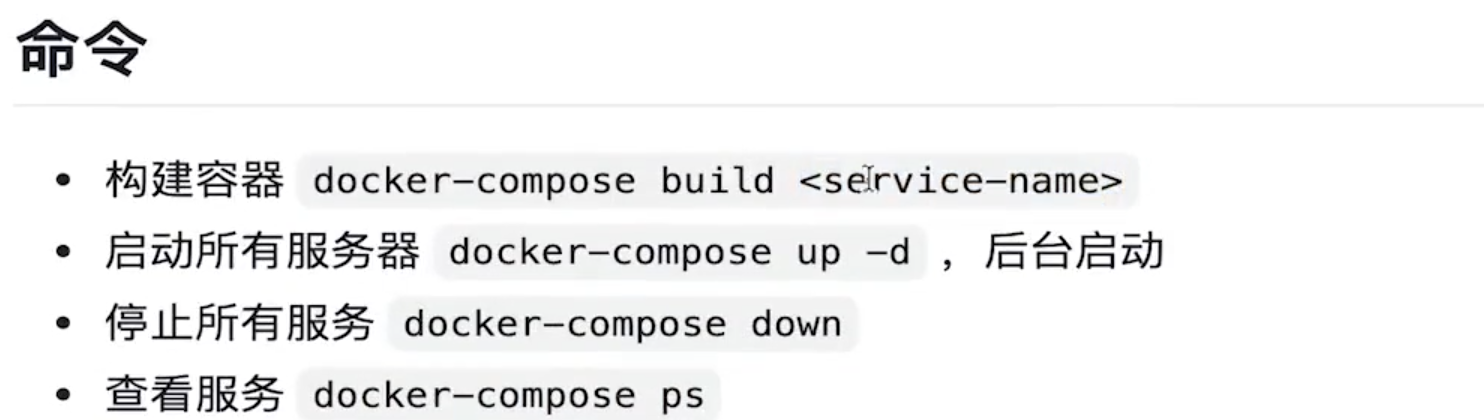 命令
构建容器 docker-compose build <service-name>
启动所有服务器 docker-compose up -d ，后台启动
停止所有服务 docker-compose down
查看服务 docker-compose ps